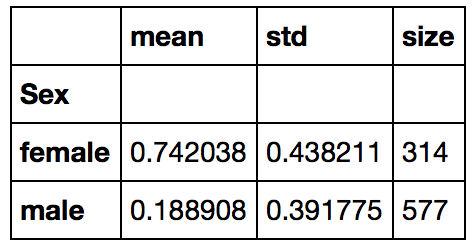 mean std size
Sex
female 0.742038 0.438211 314
male 0.188908 0.391775 577